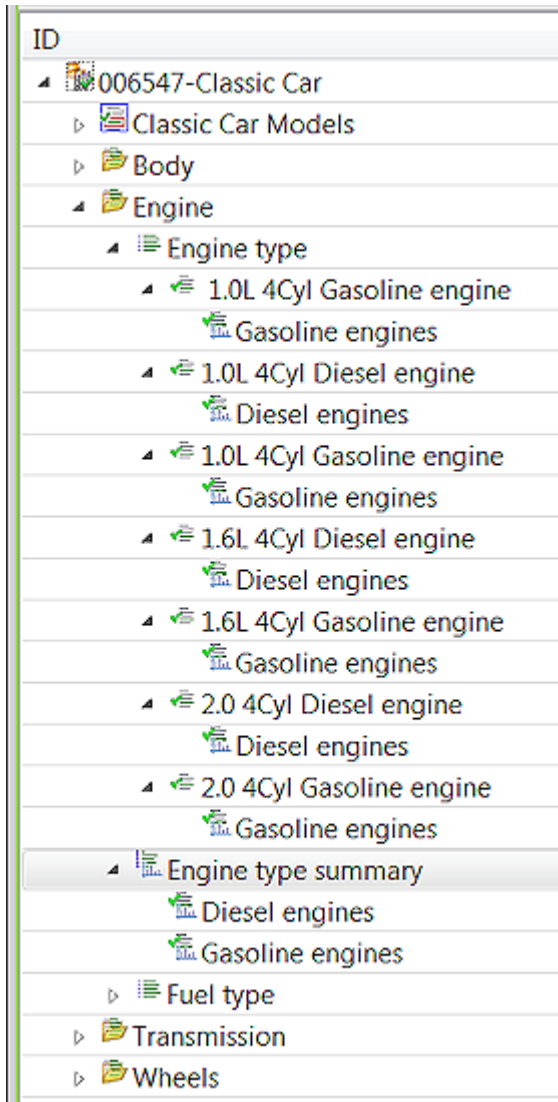 ID
006547-Classic Car
Classic Car Models
Body
Engine
Engine type
1.0L 4Cyl Gasoline engine
Gasoline engines
1.0L 4Cyl Diesel engine
Diesel engines
1.0L 4Cyl Gasoline engine
Gasoline engines
1.6L 4Cyl Diesel engine
Diesel engines
1.6L 4Cyl Gasoline engine
Gasoline engines
2.0 4Cyl Diesel engine
Diesel engines
2.0 4Cyl Gasoline engine
Gasoline engines
Engine type summary
Diesel engines
Gasoline engines
Fuel type
Transmission
Wheels